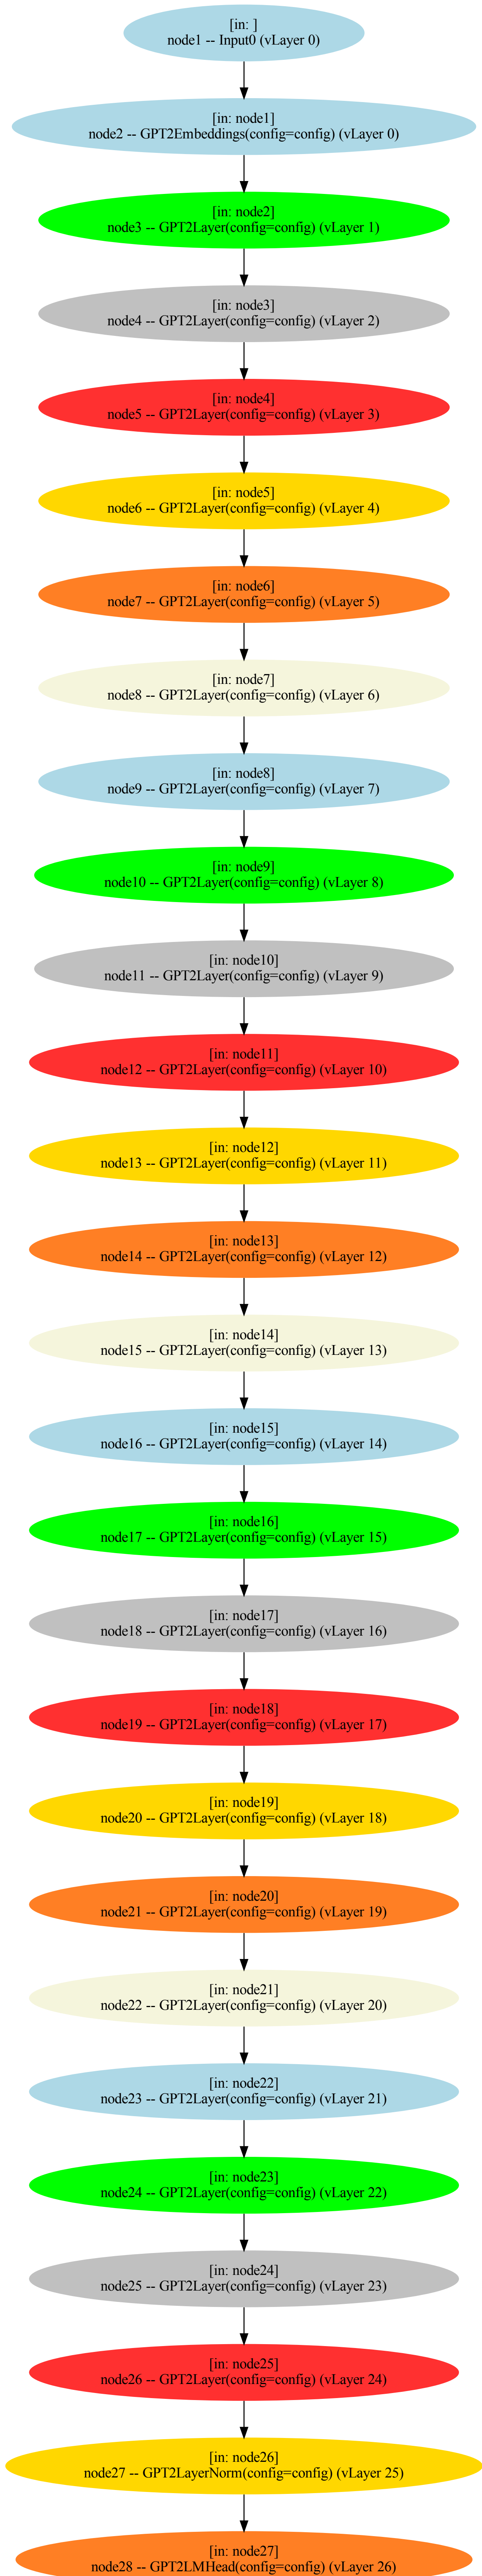 [in: ]
node1 -- Input0 (vLayer 0)
[in: node1]
node2 -- GPT2Embeddings(config=config) (vLayer 0)
[in: node2]
node3 -- GPT2Layer(config=config) (vLayer 1)
[in: node3]
node4 -- GPT2Layer(config=config) (vLayer 2)
[in: node4]
node5 -- GPT2Layer(config=config) (vLayer 3)
[in: node5]
node6 -- GPT2Layer(config=config) (vLayer 4)
[in: node6]
node7 -- GPT2Layer(config=config) (vLayer 5)
[in: node7]
node8 -- GPT2Layer(config=config) (vLayer 6)
[in: node8]
node9 -- GPT2Layer(config=config) (vLayer 7)
[in: node9]
node10 -- GPT2Layer(config=config) (vLayer 8)
[in: node10]
node11 -- GPT2Layer(config=config) (vLayer 9)
[in: node11]
node12 -- GPT2Layer(config=config) (vLayer 10)
[in: node12]
node13 -- GPT2Layer(config=config) (vLayer 11)
[in: node13]
node14 -- GPT2Layer(config=config) (vLayer 12)
[in: node14]
node15 -- GPT2Layer(config=config) (vLayer 13)
[in: node15]
node16 -- GPT2Layer(config=config) (vLayer 14)
[in: node16]
node17 -- GPT2Layer(config=config) (vLayer 15)
[in: node17]
node18 -- GPT2Layer(config=config) (vLayer 16)
[in: node18]
node19 -- GPT2Layer(config=config) (vLayer 17)
[in: node19]
node20 -- GPT2Layer(config=config) (vLayer 18)
[in: node20]
node21 -- GPT2Layer(config=config) (vLayer 19)
[in: node21]
node22 -- GPT2Layer(config=config) (vLayer 20)
[in: node22]
node23 -- GPT2Layer(config=config) (vLayer 21)
[in: node23]
node24 -- GPT2Layer(config=config) (vLayer 22)
[in: node24]
node25 -- GPT2Layer(config=config) (vLayer 23)
[in: node25]
node26 -- GPT2Layer(config=config) (vLayer 24)
[in: node26]
node27 -- GPT2LayerNorm(config=config) (vLayer 25)
[in: node27]
node28 -- GPT2LMHead(config=config) (vLayer 26)